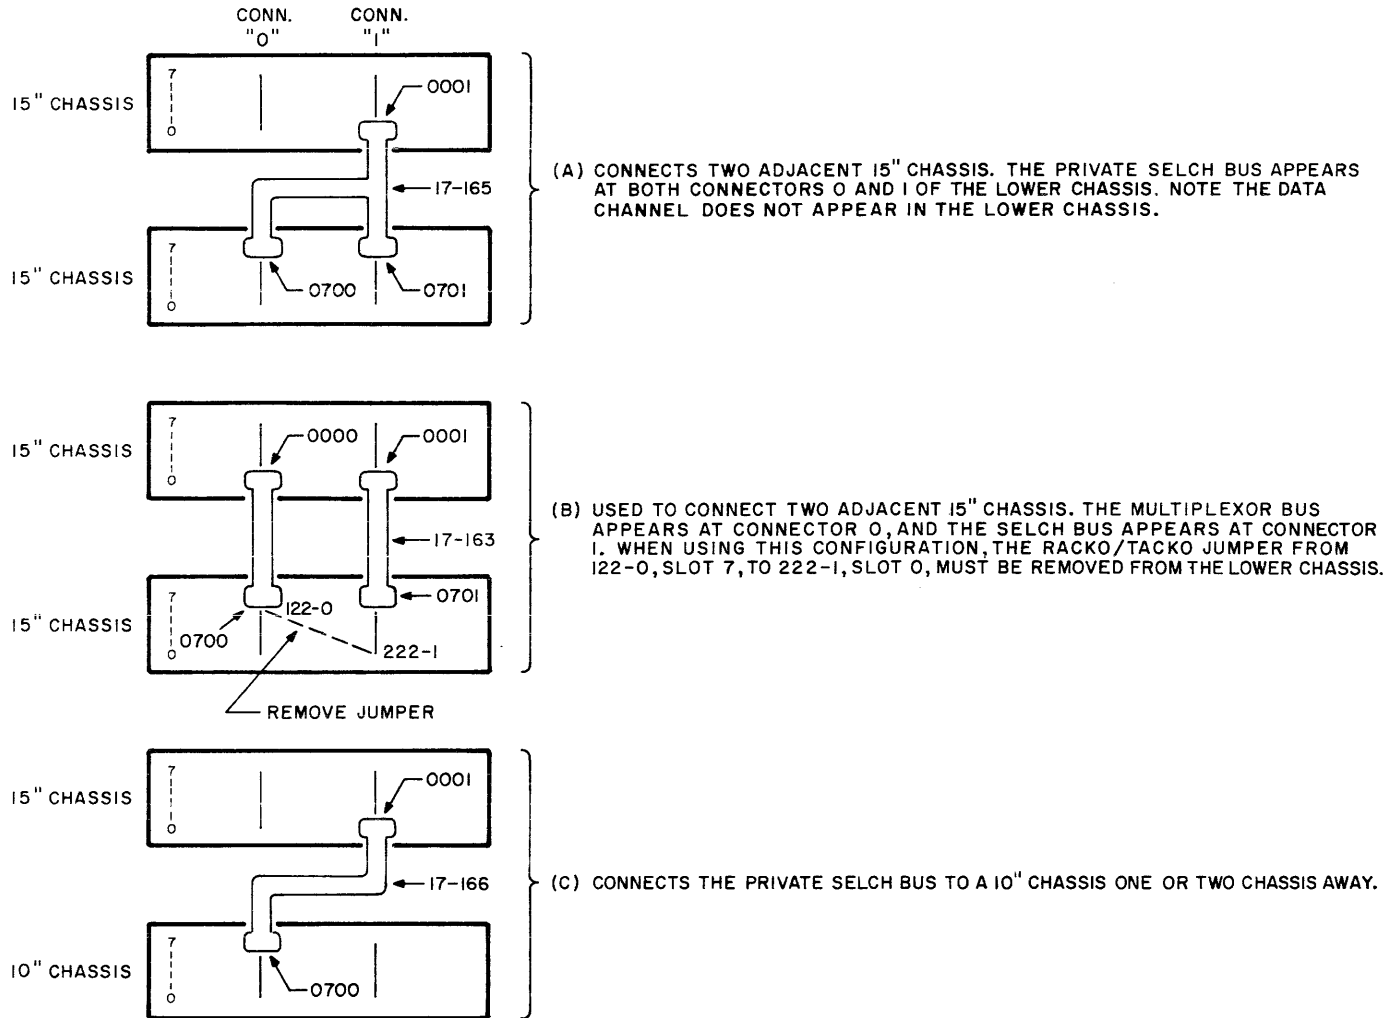 CONN. "0"
CONN. "1"
15" CHASSIS
7
0
0001
17-165
15" CHASSIS
7
0
0700
0701
(A) CONNECTS TWO ADJACENT 15" CHASSIS. THE PRIVATE SELCH BUS APPEARS
AT BOTH CONNECTORS 0 AND 1 OF THE LOWER CHASSIS. NOTE THE DATA
CHANNEL DOES NOT APPEAR IN THE LOWER CHASSIS.
15" CHASSIS
7
0
0000
0001
17-163
15" CHASSIS
7
0
0700
122-0
0701
222-1
REMOVE JUMPER
(B) USED TO CONNECT TWO ADJACENT 15" CHASSIS. THE MULTIPLEXOR BUS
APPEARS AT CONNECTOR 0, AND THE SELCH BUS APPEARS AT CONNECTOR
1. WHEN USING THIS CONFIGURATION, THE RACKO/TACKO JUMPER FROM
122-0, SLOT 7, TO 222-1, SLOT 0, MUST BE REMOVED FROM THE LOWER CHASSIS.
15" CHASSIS
7
0
0001
17-166
10" CHASSIS
7
0
0700
(C) CONNECTS THE PRIVATE SELCH BUS TO A 10" CHASSIS ONE OR TWO CHASSIS AWAY.